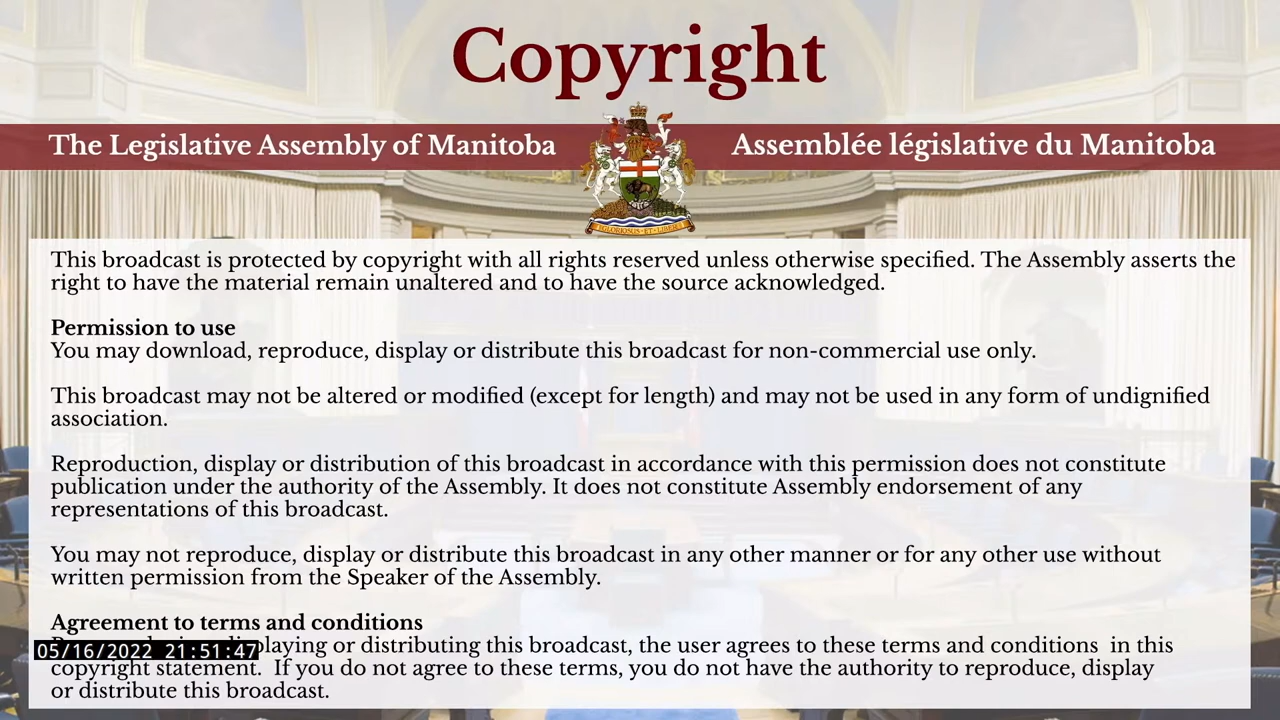 Copyright
The Legislative Assembly of Manitoba
Assemblée législative du Manitoba
This broadcast is protected by copyright with all rights reserved unless otherwise specified. The Assembly asserts the
right to have the material remain unaltered and to have the source acknowledged.
Permission to use
You may download, reproduce, display or distribute this broadcast for non-commercial use only.
This broadcast may not be altered or modified (except for length) and may not be used in any form of undignified
association.
Reproduction, display or distribution of this broadcast in accordance with this permission does not constitute
publication under the authority of the Assembly. It does not constitute Assembly endorsement of any
representations of this broadcast.
You may not reproduce, display or distribute this broadcast in any other manner or for any other use without
written permission from the Speaker of the Assembly.
Agreement to terms and conditions
05/16/2022 21:51:47
or distributing this broadcast, the user agrees to these terms and conditions  in this
copyright statement.  If you do not agree to these terms, you do not have the authority to reproduce, display
or distribute this broadcast.